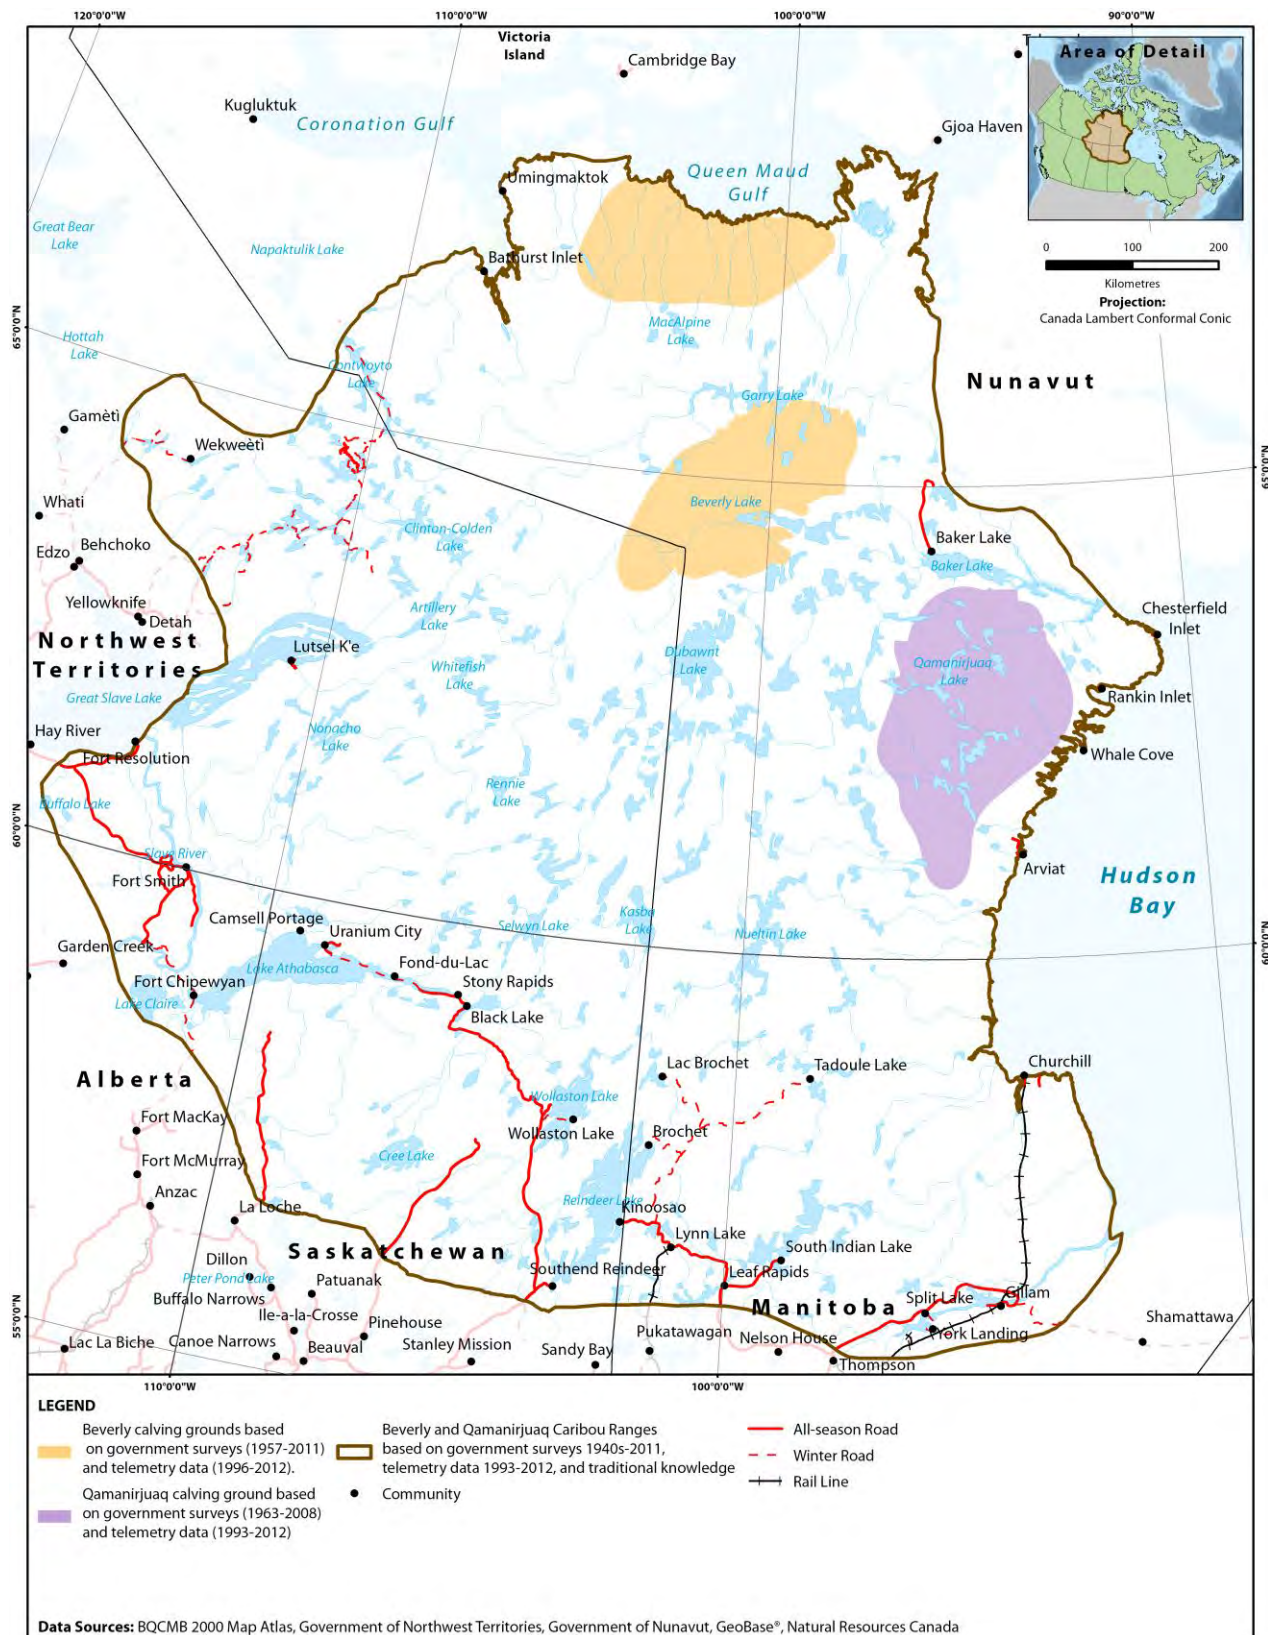 120°0'0"W
110°0'0"W
100°0'0"W
90°0'0"W
Victoria
Island
Cambridge Bay
Area of Detail
Kugluktuk
Coronation Gulf
Gjoa Haven
Queen Maud
Gulf
Umingmaktok
Great Bear
Lake
Napaktulik Lake
Bathurst Inlet
0 100 200
Kilometres
Projection:
Canada Lambert Conformal Conic
65°0'0"N
Hottah
Lake
MacAlpine
Lake
Contwoyto
Lake
Nunavut
Garry Lake
Gamètì
Wekweètì
65°0'0"N
Whati
Beverly Lake
Clinton-Colden
Lake
Edzo
Behchoko
Baker Lake
Baker Lake
Yellowknife
Detah
Artillery
Lake
Chesterfield
Inlet
Northwest
Territories
Lutsel K'e
Whitefish
Lake
Dubawnt
Lake
Qamanirjuaq
Lake
Great Slave Lake
Rankin Inlet
Hay River
Fort Resolution
Nonacho
Lake
Whale Cove
Buffalo Lake
Rennie
Lake
60°0'0"N
Slave River
Fort Smith
Arviat
Hudson
Bay
Camsell Portage
Uranium City
Selwyn Lake
Kasba
Lake
Nueltin Lake
60°0'0"N
Garden Creek
Lake Athabasca
Fond-du-Lac
Fort Chipewyan
Stony Rapids
Lake Claire
Black Lake
Lac Brochet
Tadoule Lake
Churchill
Alberta
Wollaston Lake
Fort MacKay
Wollaston Lake
Brochet
Cree Lake
Fort McMurray
Anzac
Reindeer Lake
La Loche
Kinoosao
Lynn Lake
Saskatchewan
South Indian Lake
Dillon
Peter Pond Lake
Southend Reindeer
Leaf Rapids
Patuanak
Buffalo Narrows
Manitoba
Split Lake
Gillam
Ile-a-la-Crosse
Pinehouse
Shamattawa
55°0'0"N
Lac La Biche
Canoe Narrows
Beauval
Stanley Mission
Sandy Bay
Pukatawagan
Nelson House
York Landing
Thompson
110°0'0"W
100°0'0"W
LEGEND
Beverly calving grounds based
on government surveys (1957-2011)
and telemetry data (1996-2012).
Qamanirjuaq calving ground based
on government surveys (1963-2008)
and telemetry data (1993-2012)
Beverly and Qamanirjuaq Caribou Ranges
based on government surveys 1940s-2011,
telemetry data 1993-2012, and traditional knowledge
Community
All-season Road
Winter Road
Rail Line
Data Sources: BQCMB 2000 Map Atlas, Government of Northwest Territories, Government of Nunavut, GeoBase®, Natural Resources Canada